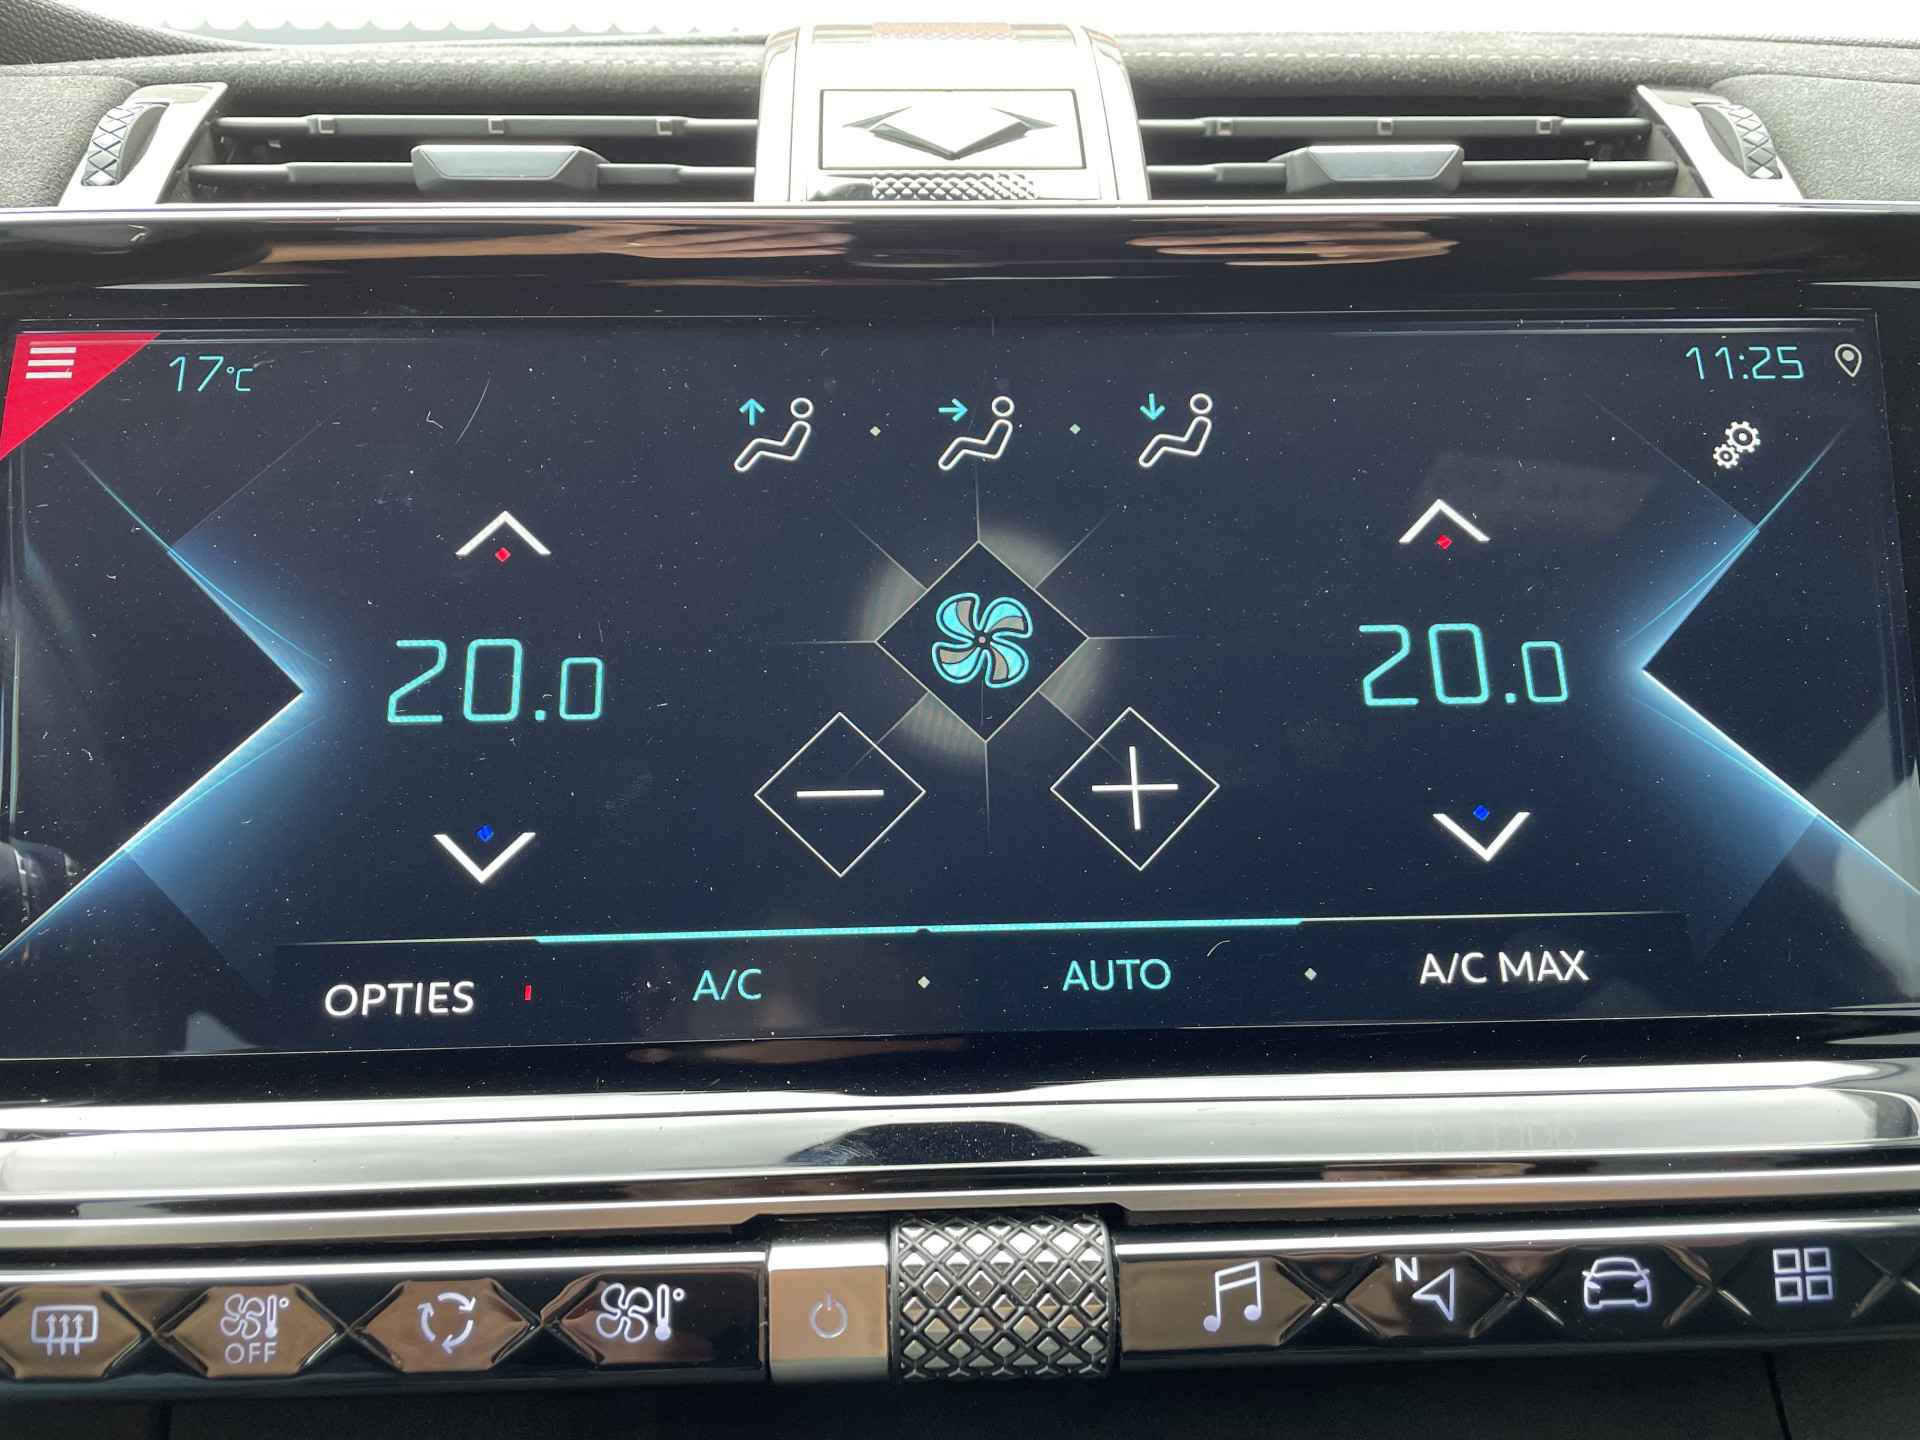 17°C
11:25
20.0
20.0
OPTIES A/C AUTO A/C MAX
OFF
N